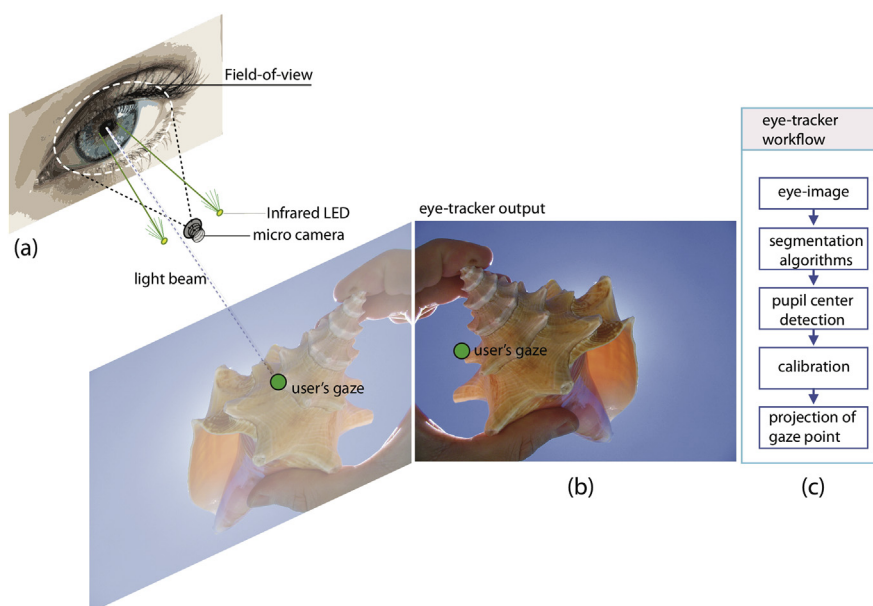 Field-of-view
Infrared LED
micro camera
(a)
light beam
user's gaze
eye-tracker output
user's gaze
(b)
eye-tracker
workflow
eye-image
segmentation
algorithms
pupil center
detection
calibration
projection of
gaze point
(c)